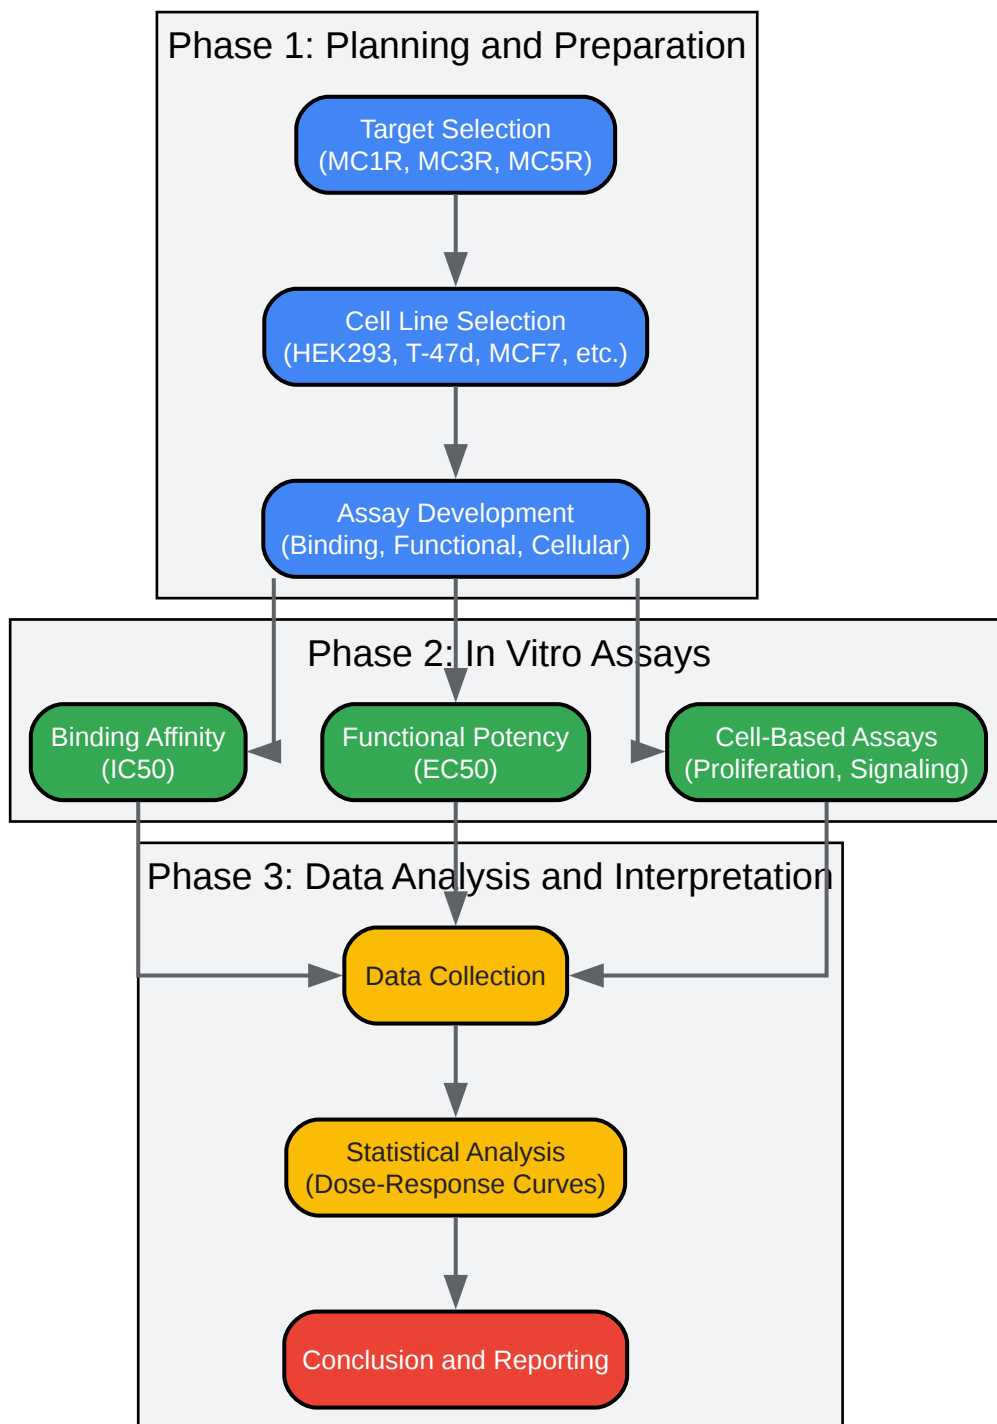 Phase 1: Planning and Preparation
Target Selection
(MC1R, MC3R, MC5R)
Cell Line Selection
(HEK293, T-47d, MCF7, etc.)
Assay Development
(Binding, Functional, Cellular)
Phase 2: In Vitro Assays
Binding Affinity
(IC50)
Functional Potency
(EC50)
Cell-Based Assays
(Proliferation, Signaling)
Phase 3: Data Analysis and Interpretation
Data Collection
Statistical Analysis
(Dose-Response Curves)
Conclusion and Reporting